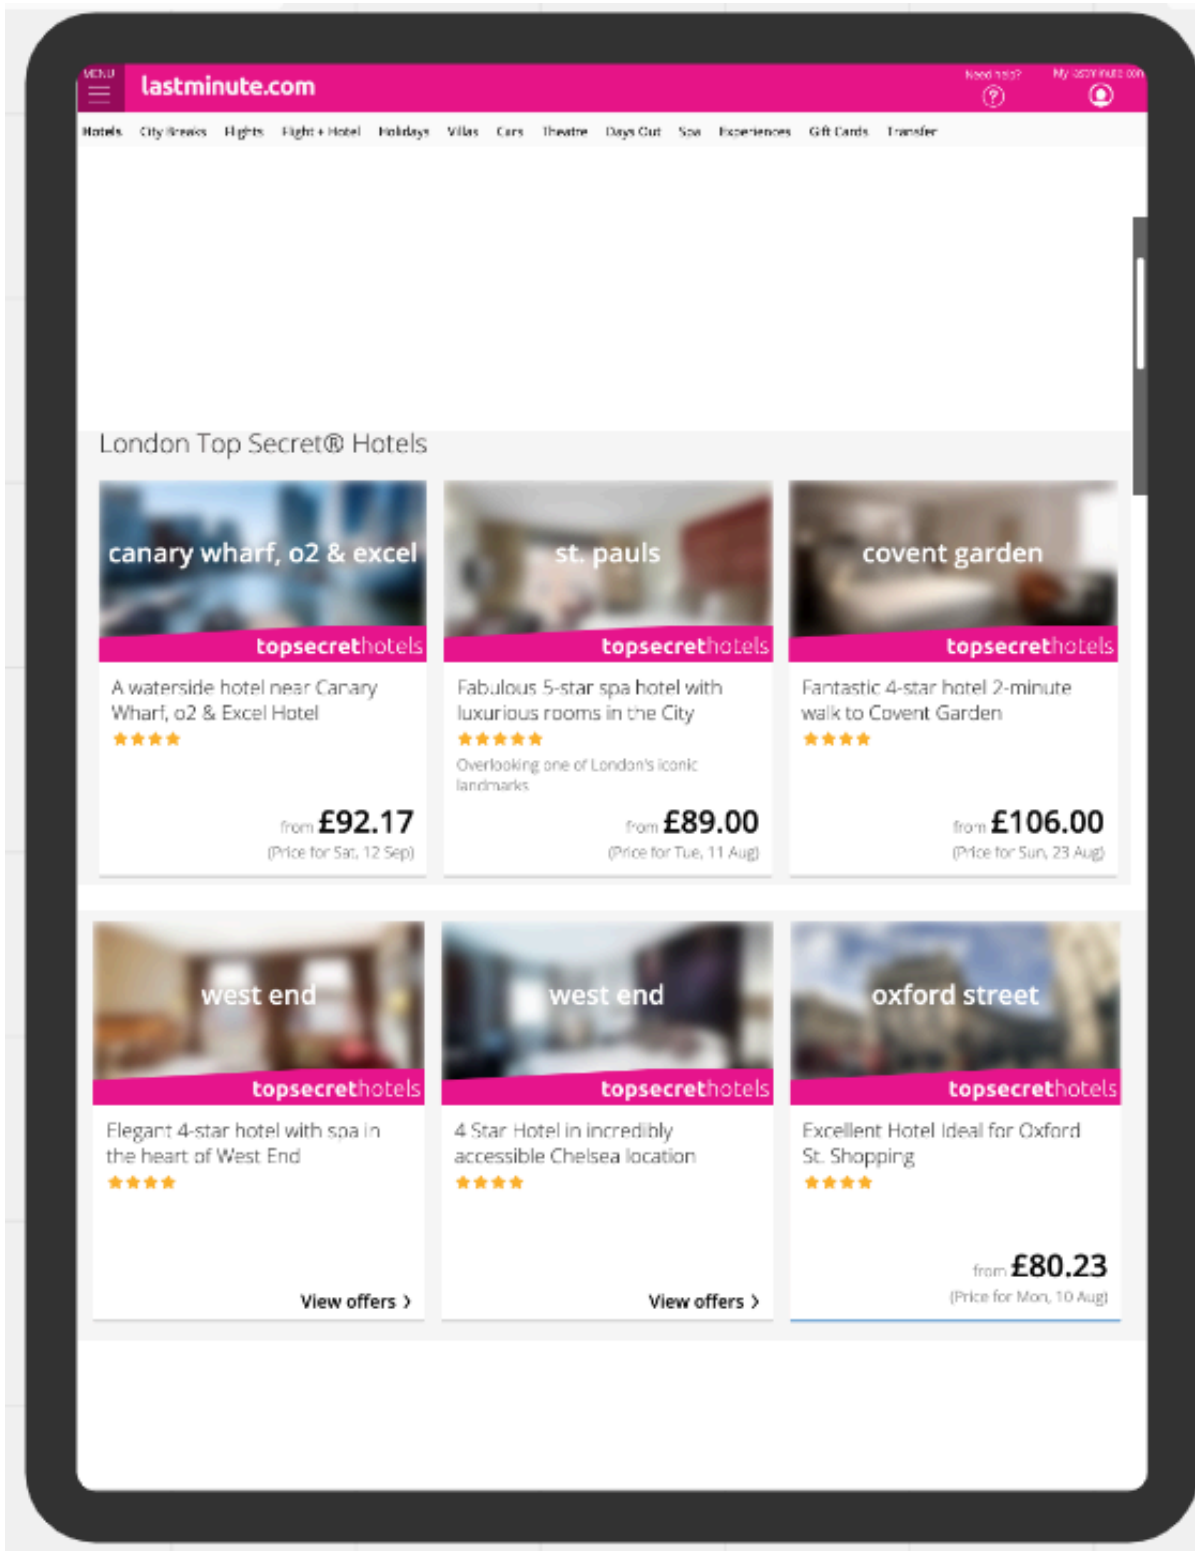 MENU
lastminute.com
Need help?
My lastminute.com
Hotels City Breaks Flights Flight + Hotel Holidays Villas Cars Theatre Days Out Spa Experiences Gift Cards Transfer
London Top Secret® Hotels
canary wharf, o2 & excel
topsecrethotels
A waterside hotel near Canary
Wharf, o2 & Excel Hotel
from £92.17
(Price for Sat, 12 Sep)
st. pauls
topsecrethotels
Fabulous 5-star spa hotel with
luxurious rooms in the City
Overlooking one of London's iconic
landmarks
from £89.00
(Price for Tue, 11 Aug)
covent garden
topsecrethotels
Fantastic 4-star hotel 2-minute
walk to Covent Garden
from £106.00
(Price for Sun, 23 Aug)
west end
topsecrethotels
Elegant 4-star hotel with spa in
the heart of West End
View offers >
west end
topsecrethotels
4 Star Hotel in incredibly
accessible Chelsea location
View offers >
oxford street
topsecrethotels
Excellent Hotel Ideal for Oxford
St. Shopping
from £80.23
(Price for Mon, 10 Aug)